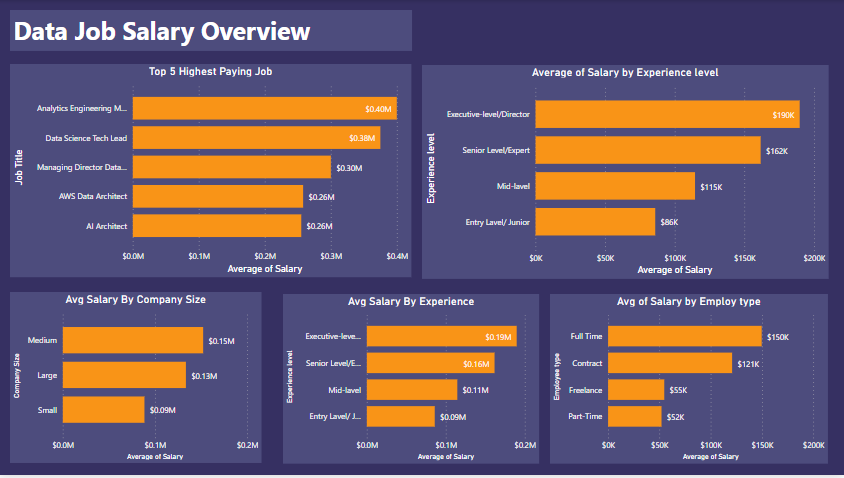 Data Job Salary Overview
Top 5 Highest Paying Job
Job Title
Analytics Engineering M... $0.40M
Data Science Tech Lead $0.38M
Managing Director Data... $0.30M
AWS Data Architect $0.26M
AI Architect $0.26M
$0.0M $0.1M $0.2M $0.3M $0.4M
Average of Salary
Average of Salary by Experience level
Experience level
Executive-level/Director $190K
Senior Level/Expert $162K
Mid-lavel $115K
Entry Lavel/ Junior $86K
$0K $50K $100K $150K $200K
Average of Salary
Avg Salary By Company Size
Company Size
Medium $0.15M
Large $0.13M
Small $0.09M
$0.0M $0.1M $0.2M
Average of Salary
Avg Salary By Experience
Experience level
Executive-leve... $0.19M
Senior Level/E... $0.16M
Mid-lavel $0.11M
Entry Lavel/ J... $0.09M
$0.0M $0.1M $0.2M
Average of Salary
Avg of Salary by Employ type
Employee type
Full Time $150K
Contract $121K
Freelance $55K
Part-Time $52K
$0K $50K $100K $150K $200K
Average of Salary